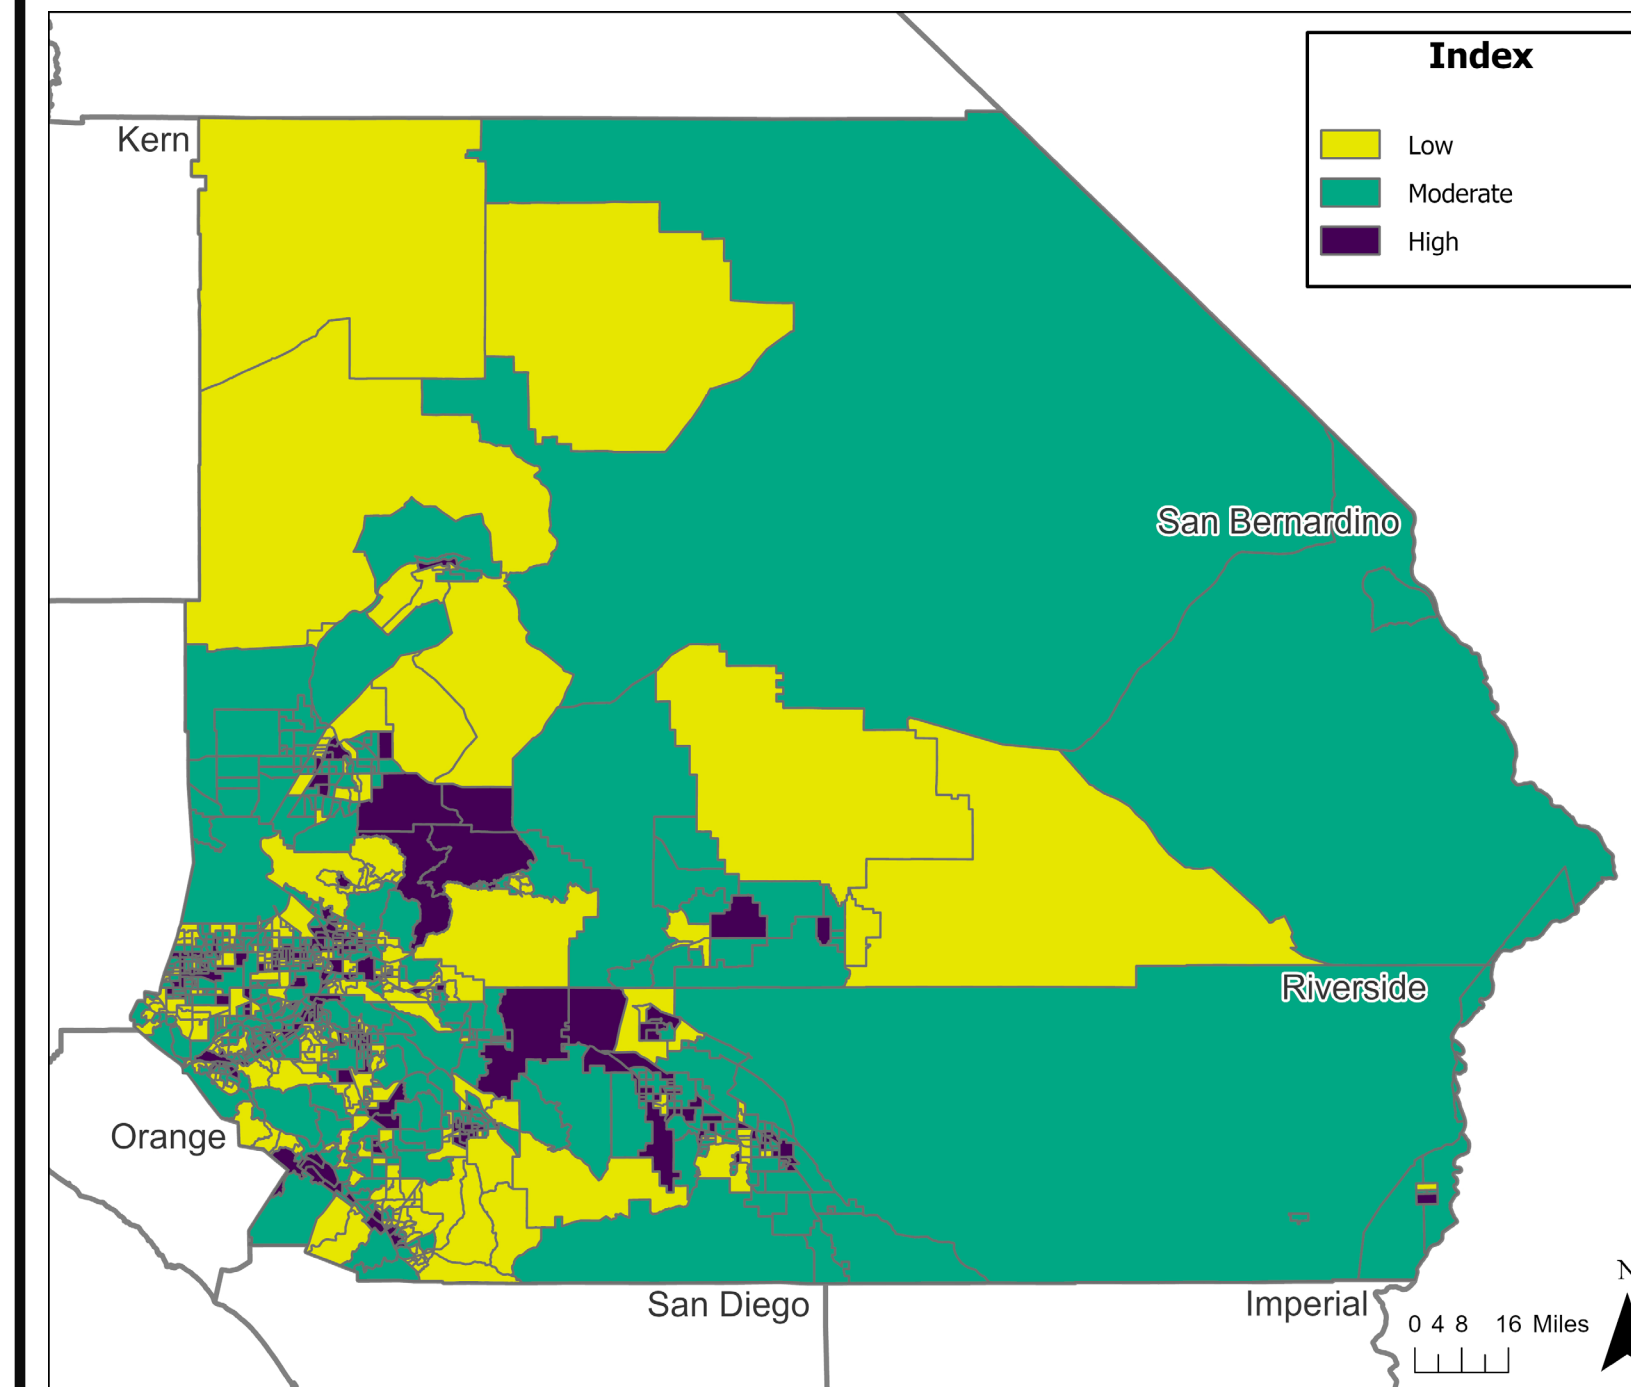 Index
Low
Moderate
High
Kern
San Bernardino
Riverside
Orange
San Diego
Imperial
0 4 8 16 Miles
N